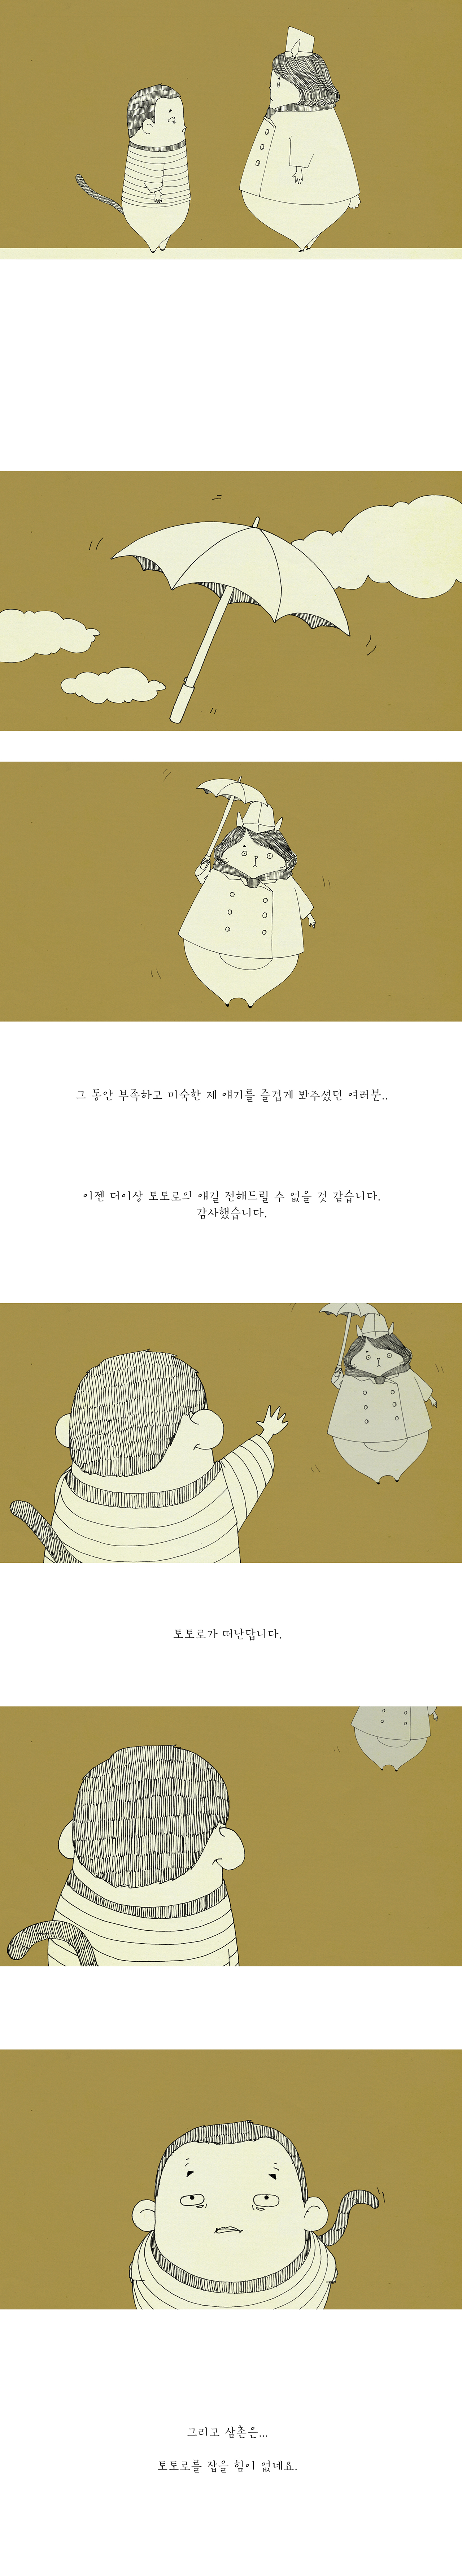 그 동안 부족하고 미숙한 제 얘기를 즐겁게 봐주셨던 여러분..
이젠 더이상 토토로의 얘길 전해드릴 수 없을 것 같습니다.
감사했습니다.
토토로가 떠난답니다.
그리고 삼촌은...
토토로를 잡을 힘이 없네요.